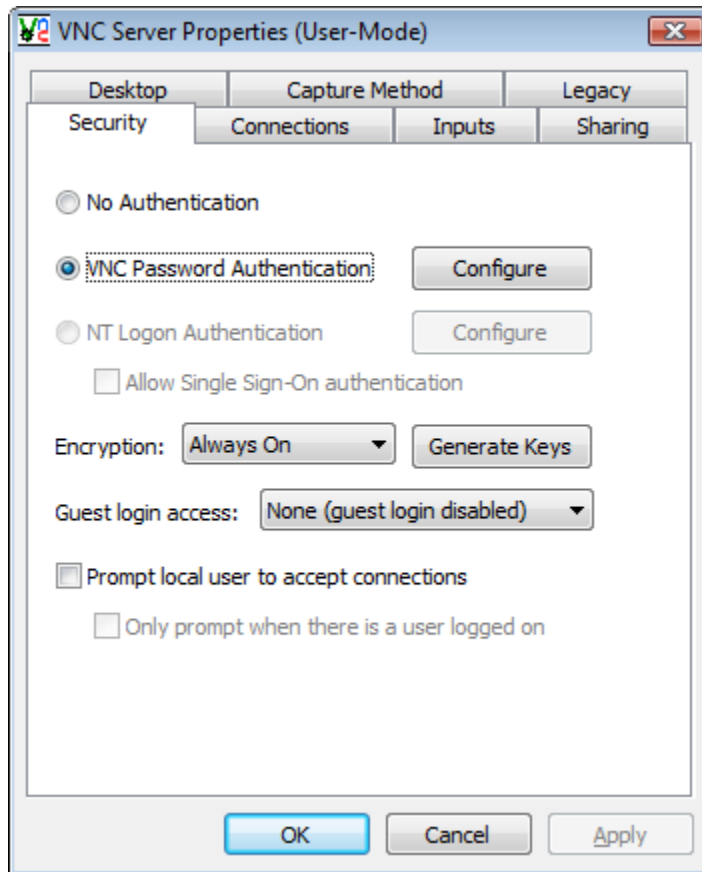 VNC Server Properties (User-Mode)
Desktop Capture Method Legacy
Security Connections Inputs Sharing
No Authentication
VNC Password Authentication Configure
NT Logon Authentication Configure
Allow Single Sign-On authentication
Encryption: Always On Generate Keys
Guest login access: None (guest login disabled)
Prompt local user to accept connections
Only prompt when there is a user logged on
OK Cancel Apply